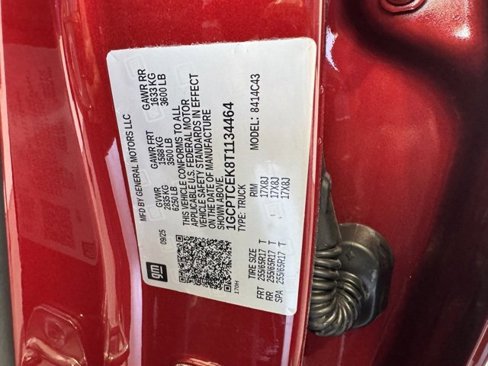 gm
MFD BY GENERAL MOTORS LLC
09/25
GVWR GAWR FRT GAWR RR
2835 KG 1588 KG 1633 KG
6250 LB 3500 LB 3600 LB
THIS VEHICLE CONFORMS TO ALL
APPLICABLE U.S. FEDERAL MOTOR
VEHICLE SAFETY STANDARDS IN EFFECT
ON THE DATE OF MANUFACTURE
SHOWN ABOVE.
1GCPTCEK8T1134464
TYPE: TRUCK MODEL: 8414C43
TIRE SIZE RIM
FRT 255/65R17 T 17X8J
RR 255/65R17 T 17X8J
SPA 255/65R17 T 17X8J